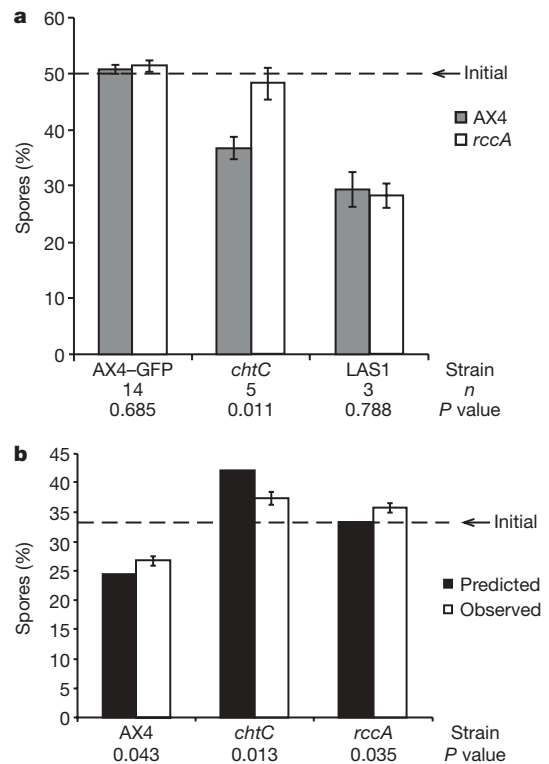 a
60
50
40
30
20
10
0
Spores (%)
Initial
AX4
rccA
AX4–GFP chtC LAS1 Strain
14 5 3 n
0.685 0.011 0.788 P value
b
45
40
35
30
25
20
15
10
5
0
Spores (%)
Initial
Predicted
Observed
AX4 chtC rccA Strain
0.043 0.013 0.035 P value